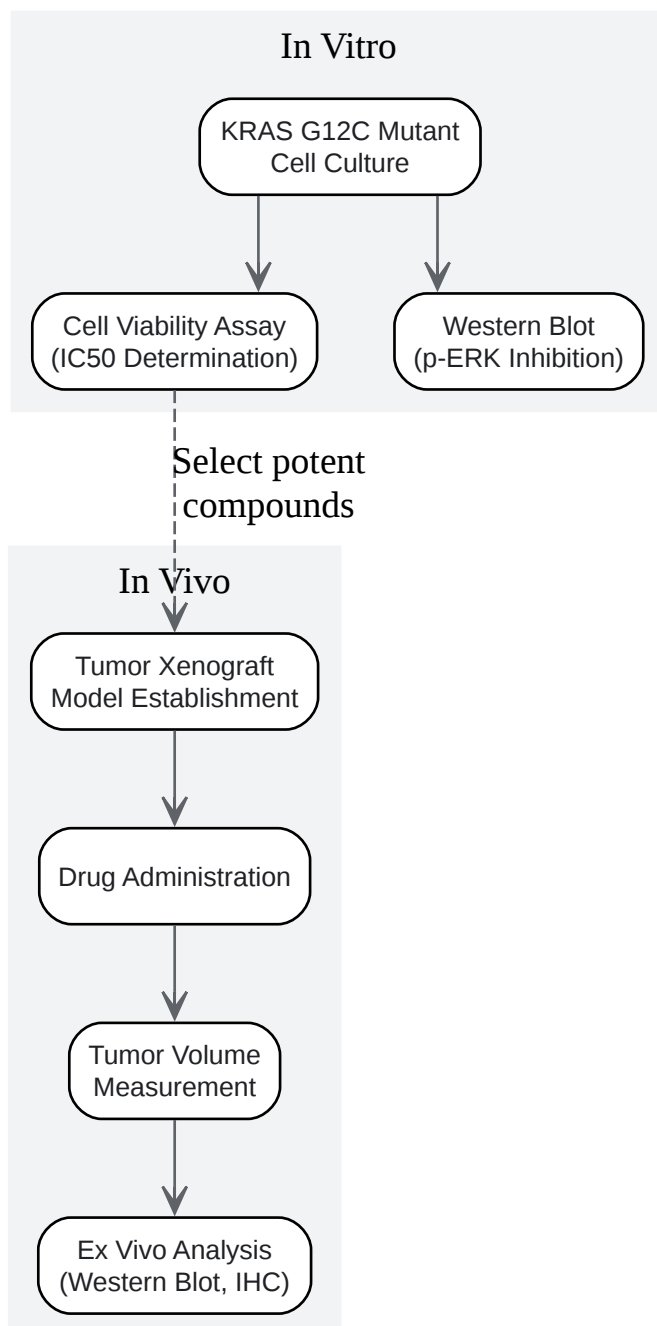 In Vitro
KRAS G12C Mutant
Cell Culture
Cell Viability Assay
(IC50 Determination)
Western Blot
(p-ERK Inhibition)
Select potent
compounds
In Vivo
Tumor Xenograft
Model Establishment
Drug Administration
Tumor Volume
Measurement
Ex Vivo Analysis
(Western Blot, IHC)